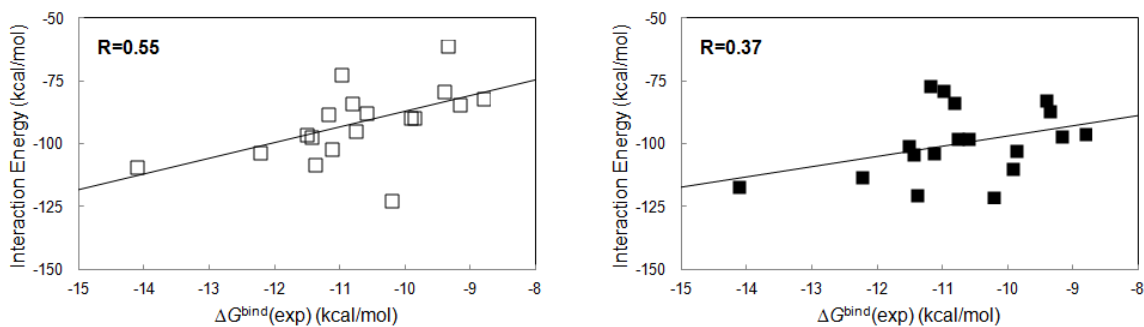 R=0.55
Interaction Energy (kcal/mol)
-50
-75
-100
-125
-150
-15 -14 -13 -12 -11 -10 -9 -8
ΔGbind(exp) (kcal/mol)
R=0.37
Interaction Energy (kcal/mol)
-50
-75
-100
-125
-150
-15 -14 -13 -12 -11 -10 -9 -8
ΔGbind(exp) (kcal/mol)